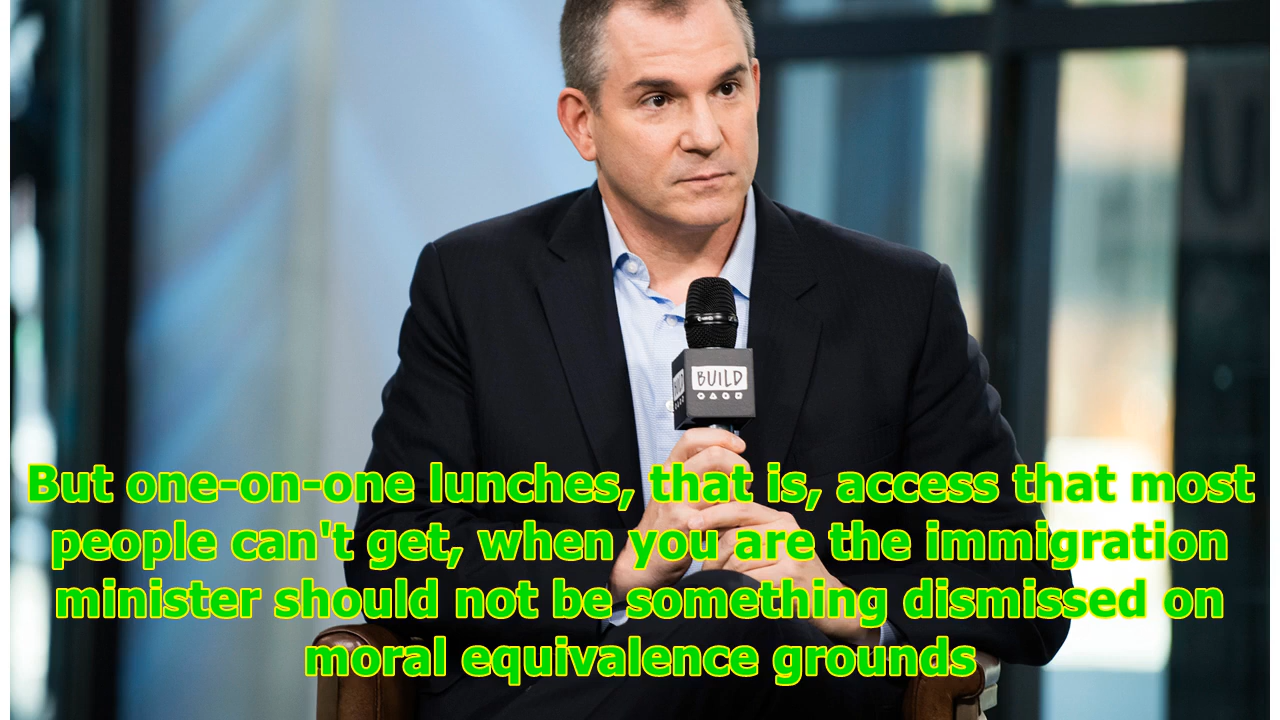 BUILD
But one-on-one lunches, that is, access that most
people can't get, when you are the immigration
minister should not be something dismissed on
moral equivalence grounds